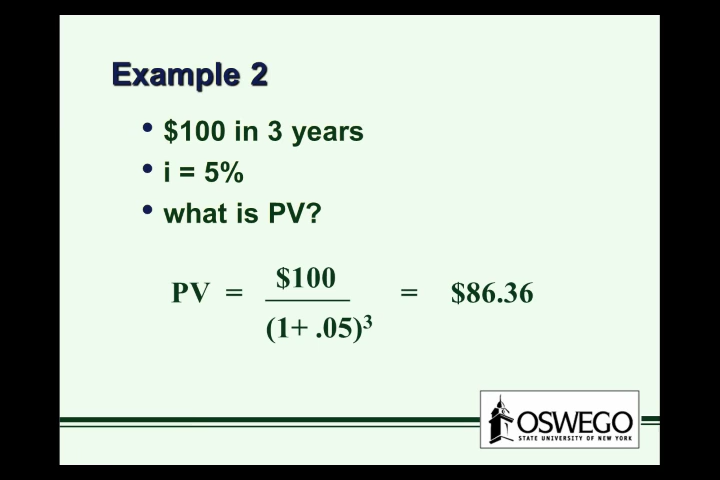 Example 2
• $100 in 3 years
• i = 5%
• what is PV?
PV = $100 = $86.36
(1+ .05)³
OSWEGO
STATE UNIVERSITY OF NEW YORK